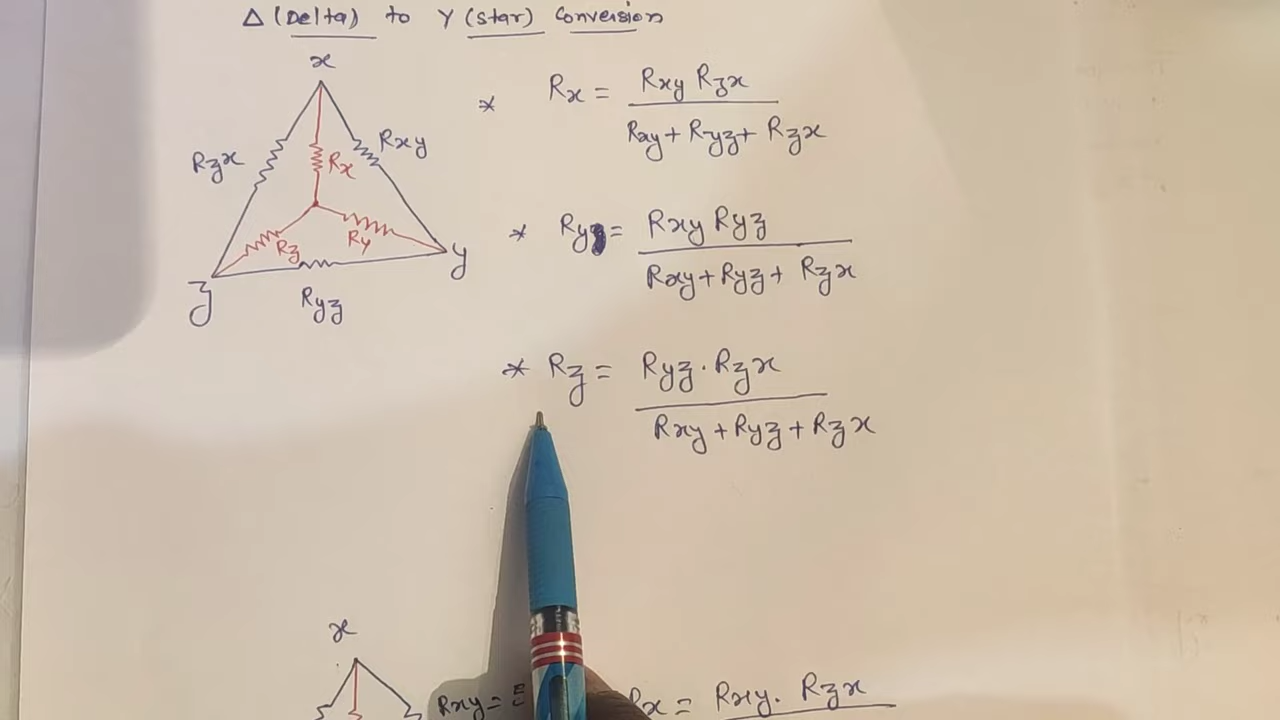 Δ (Delta) to Y (Star) Conversion
x
Rzx
Rxy
Rx
Rz
Ry
z
y
Ryz
* Rx = Rxy Rzx
Rxy + Ryz + Rzx
* Ry = Rxy Ryz
Rxy + Ryz + Rzx
* Rz = Ryz . Rzx
Rxy + Ryz + Rzx
x
Rxy =
Rx = Rxy . Rzx